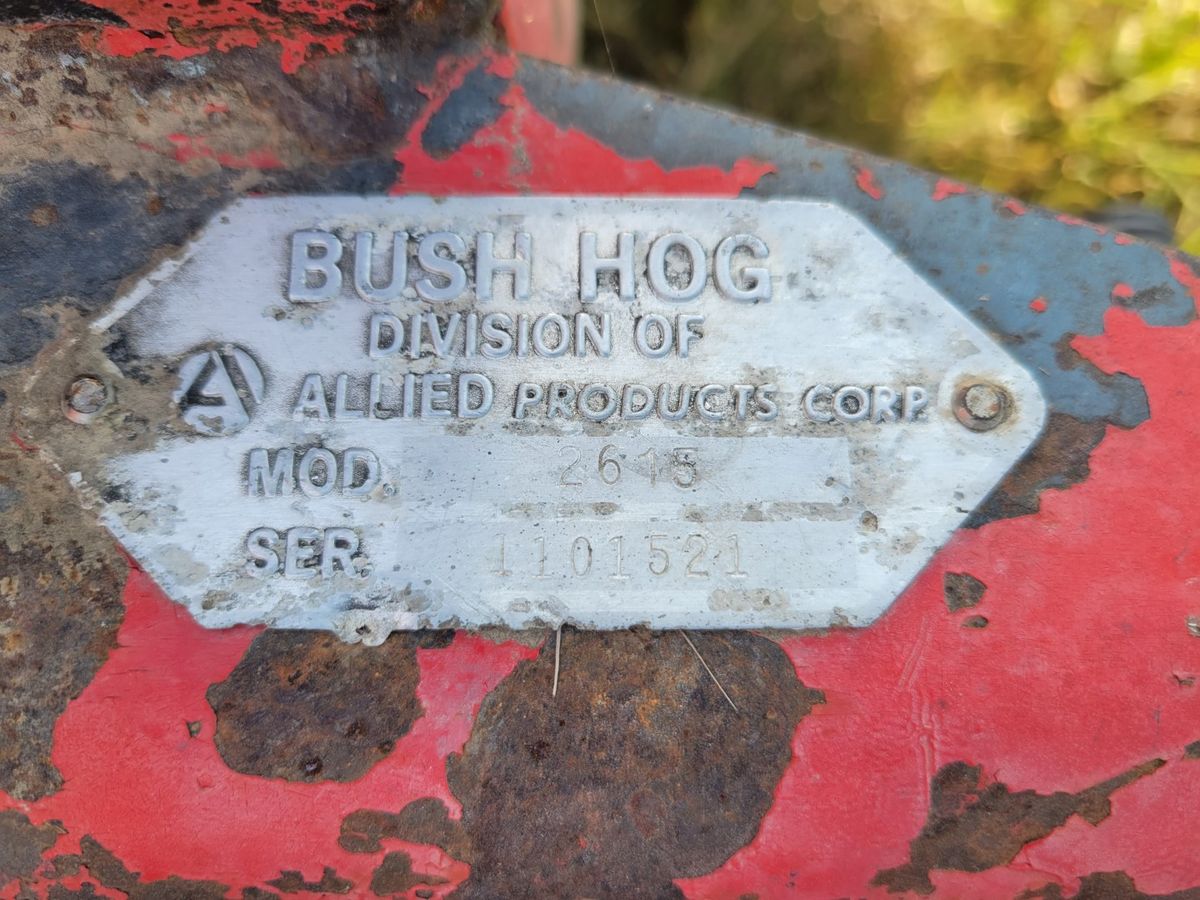 BUSH HOG
DIVISION OF
ALLIED PRODUCTS CORP.
MOD. 2615
SER. 1101521